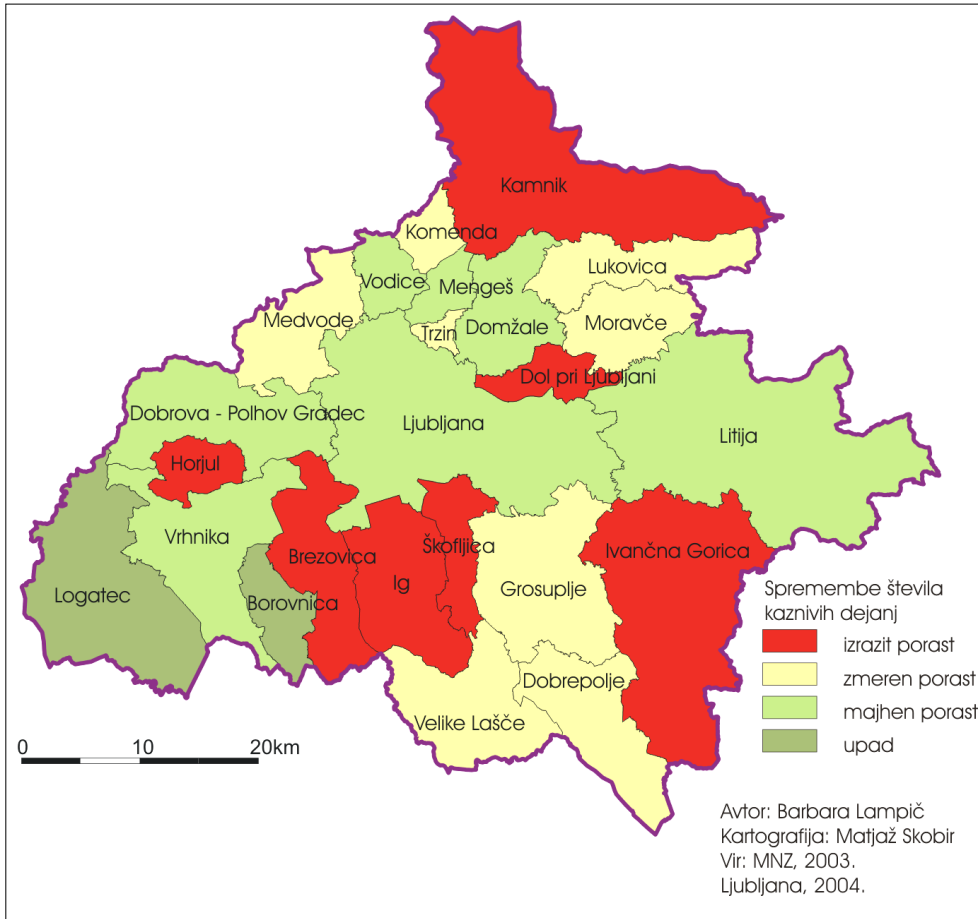 Kamnik
Komenda
Lukovica
Vodice
Mengeš
Medvode
Trzin
Domžale
Moravče
Dol pri Ljubljani
Dobrova - Polhov Gradec
Ljubljana
Litija
Horjul
Vrhnika
Brezovica
Škofljica
Ivančna Gorica
Ig
Logatec
Borovnica
Grosuplje
Dobrepolje
Velike Lašče
Spremembe števila
kaznivih dejanj
izrazit porast
zmeren porast
majhen porast
upad
0 10 20km
Avtor: Barbara Lampič
Kartografija: Matjaž Skobir
Vir: MNZ, 2003.
Ljubljana, 2004.